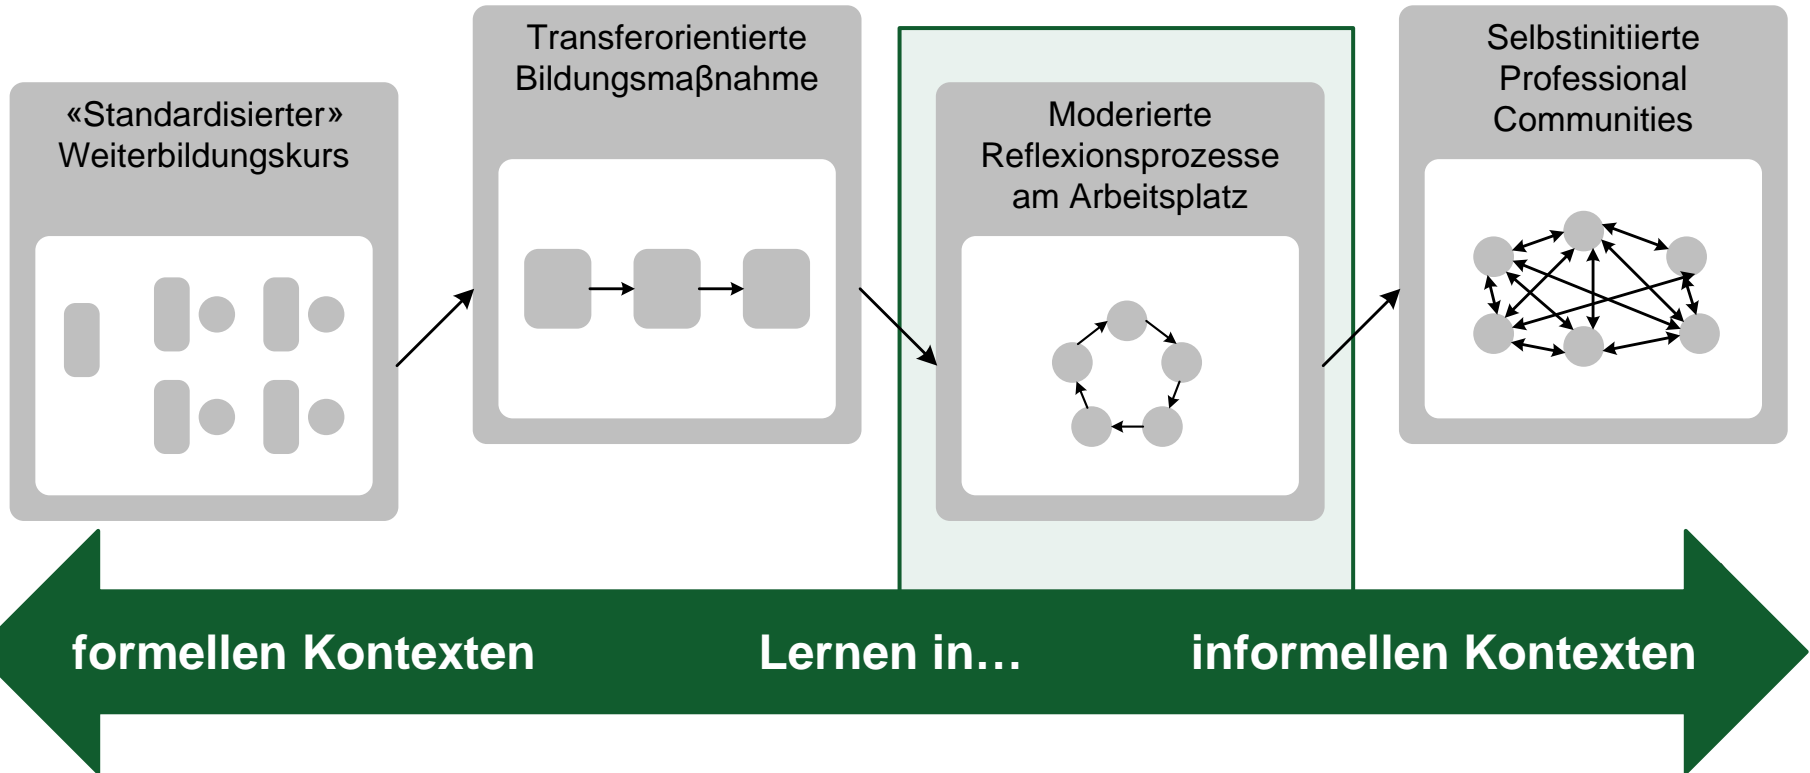 «Standardisierter»
Weiterbildungskurs
Transferorientierte
Bildungsmaβnahme
Moderierte
Reflexionsprozesse
am Arbeitsplatz
Selbstinitiierte
Professional
Communities
formellen Kontexten
Lernen in…
informellen Kontexten